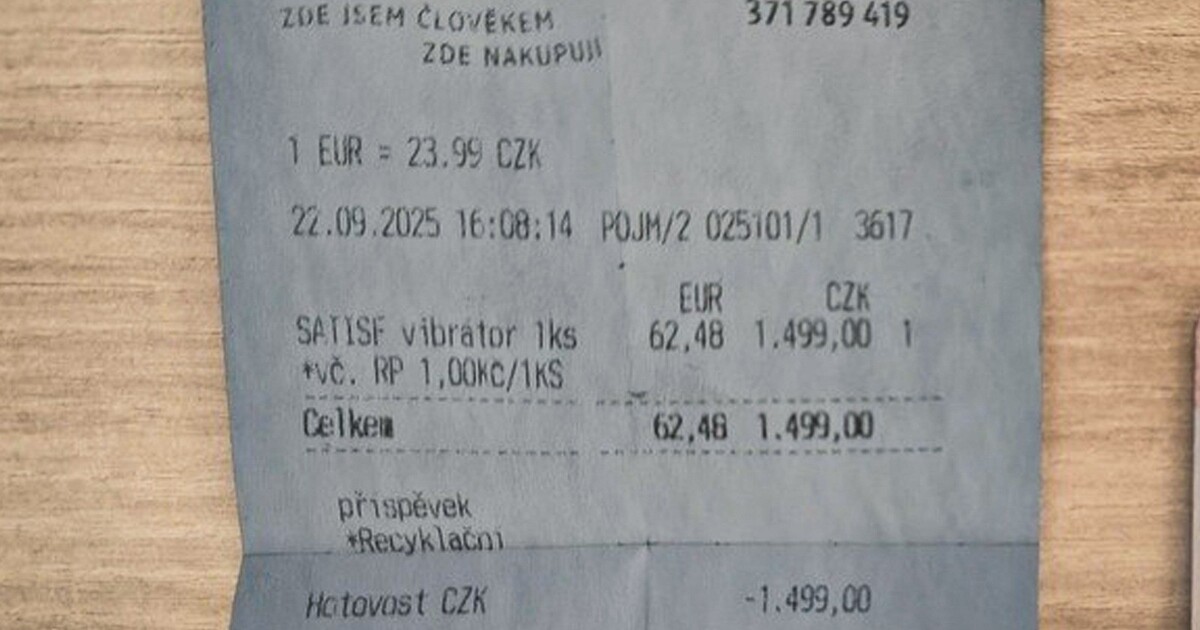 ZDE JSEM ČLOVĚKEM 371 789 419
ZDE NAKUPUJI
1 EUR = 23.99 CZK
22.09.2025 16:08:14 POJM/2 025101/1 3617
EUR CZK
SATISF vibrátor 1ks 62,48 1.499,00 1
*vč. RP 1,00Kč/1KS
Celkem 62,48 1.499,00
příspěvek
*Recyklační
Hotovost CZK -1.499,00